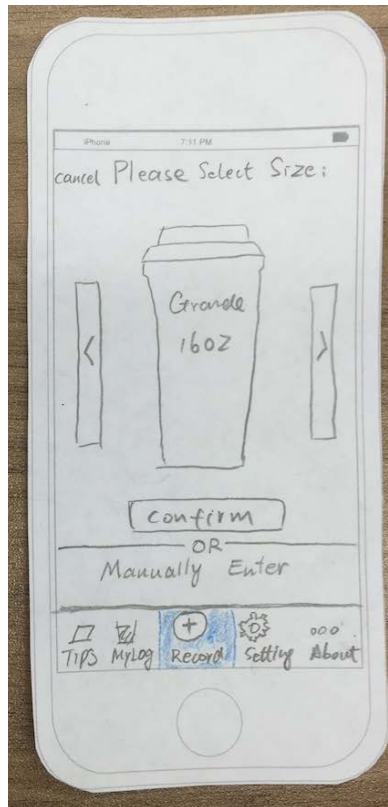 iPhone 7:11 PM
cancel Please Select Size:
Grande
16oz
<
>
Confirm
OR
Manually Enter
TIPS MyLog Record Setting About